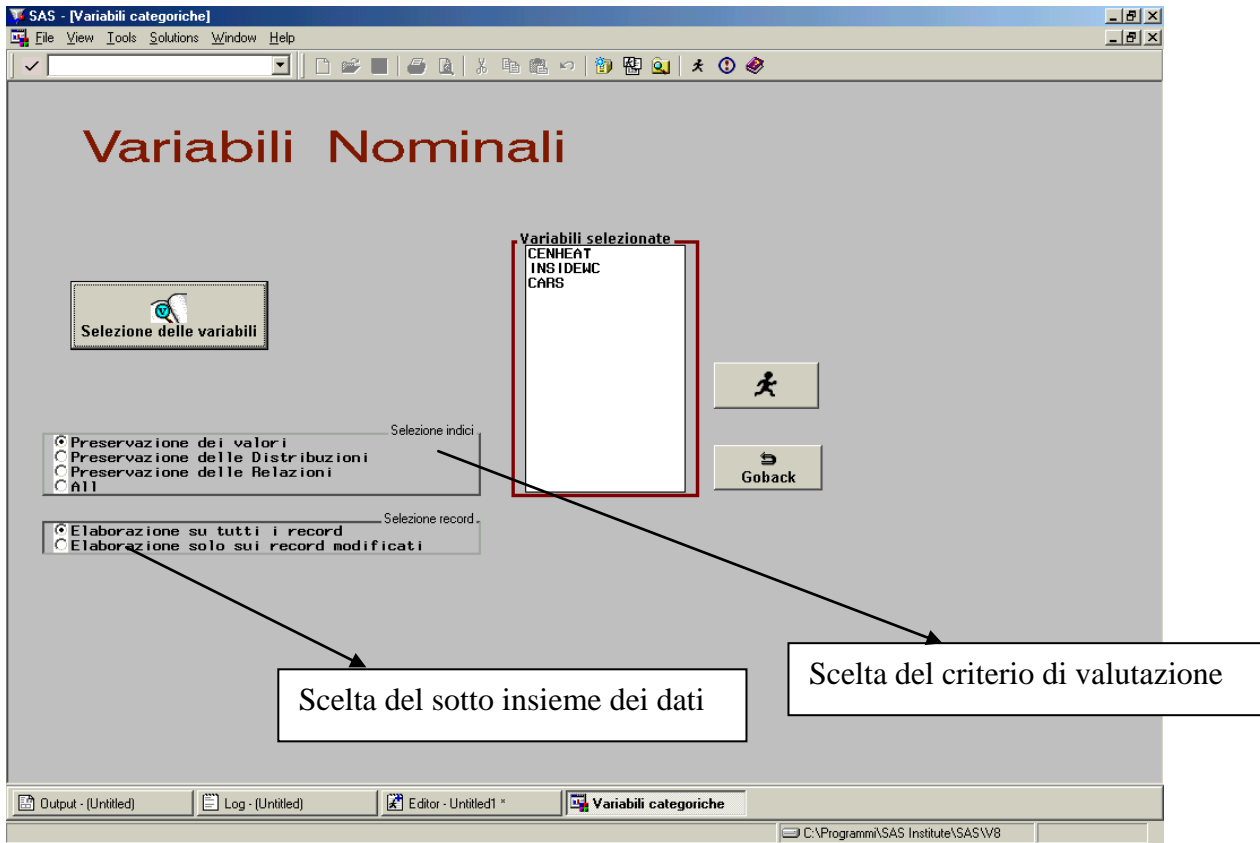 SAS - [Variabili categoriche]
File View Tools Solutions Window Help
Variabili Nominali
Variabili selezionate
CENHEAT
INSIDEWC
CARS
Selezione delle variabili
Selezione indici
Preservazione dei valori
Preservazione delle Distribuzioni
Preservazione delle Relazioni
All
Goback
Selezione record
Elaborazione su tutti i record
Elaborazione solo sui record modificati
Scelta del criterio di valutazione
Scelta del sotto insieme dei dati
Output - (Untitled)
Log - (Untitled)
Editor - Untitled1 *
Variabili categoriche
C:\Programmi\SAS Institute\SAS\V8